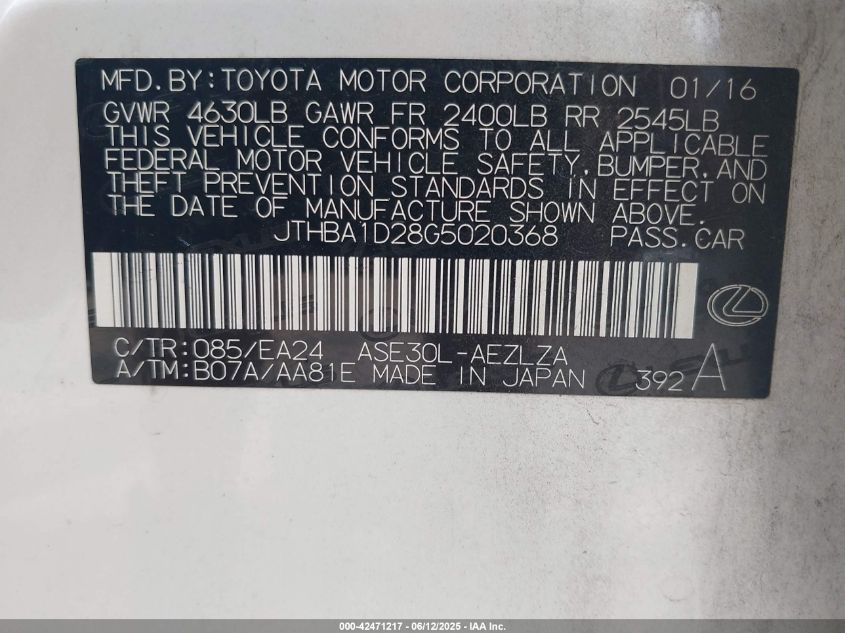 MFD.BY:TOYOTA MOTOR CORPORATION 01/16
GVWR 4630LB GAWR FR 2400LB RR 2545LB
THIS VEHICLE CONFORMS TO ALL APPLICABLE
FEDERAL MOTOR VEHICLE SAFETY,BUMPER,AND
THEFT PREVENTION STANDARDS IN EFFECT ON
THE DATE OF MANUFACTURE SHOWN ABOVE.
JTHBA1D28G5020368 PASS.CAR
C/TR:085/EA24 ASE30L-AEZLZA
A/TM:B07A/AA81E MADE IN JAPAN 392 A
000-42471217 - 06/12/2025 - IAA Inc.